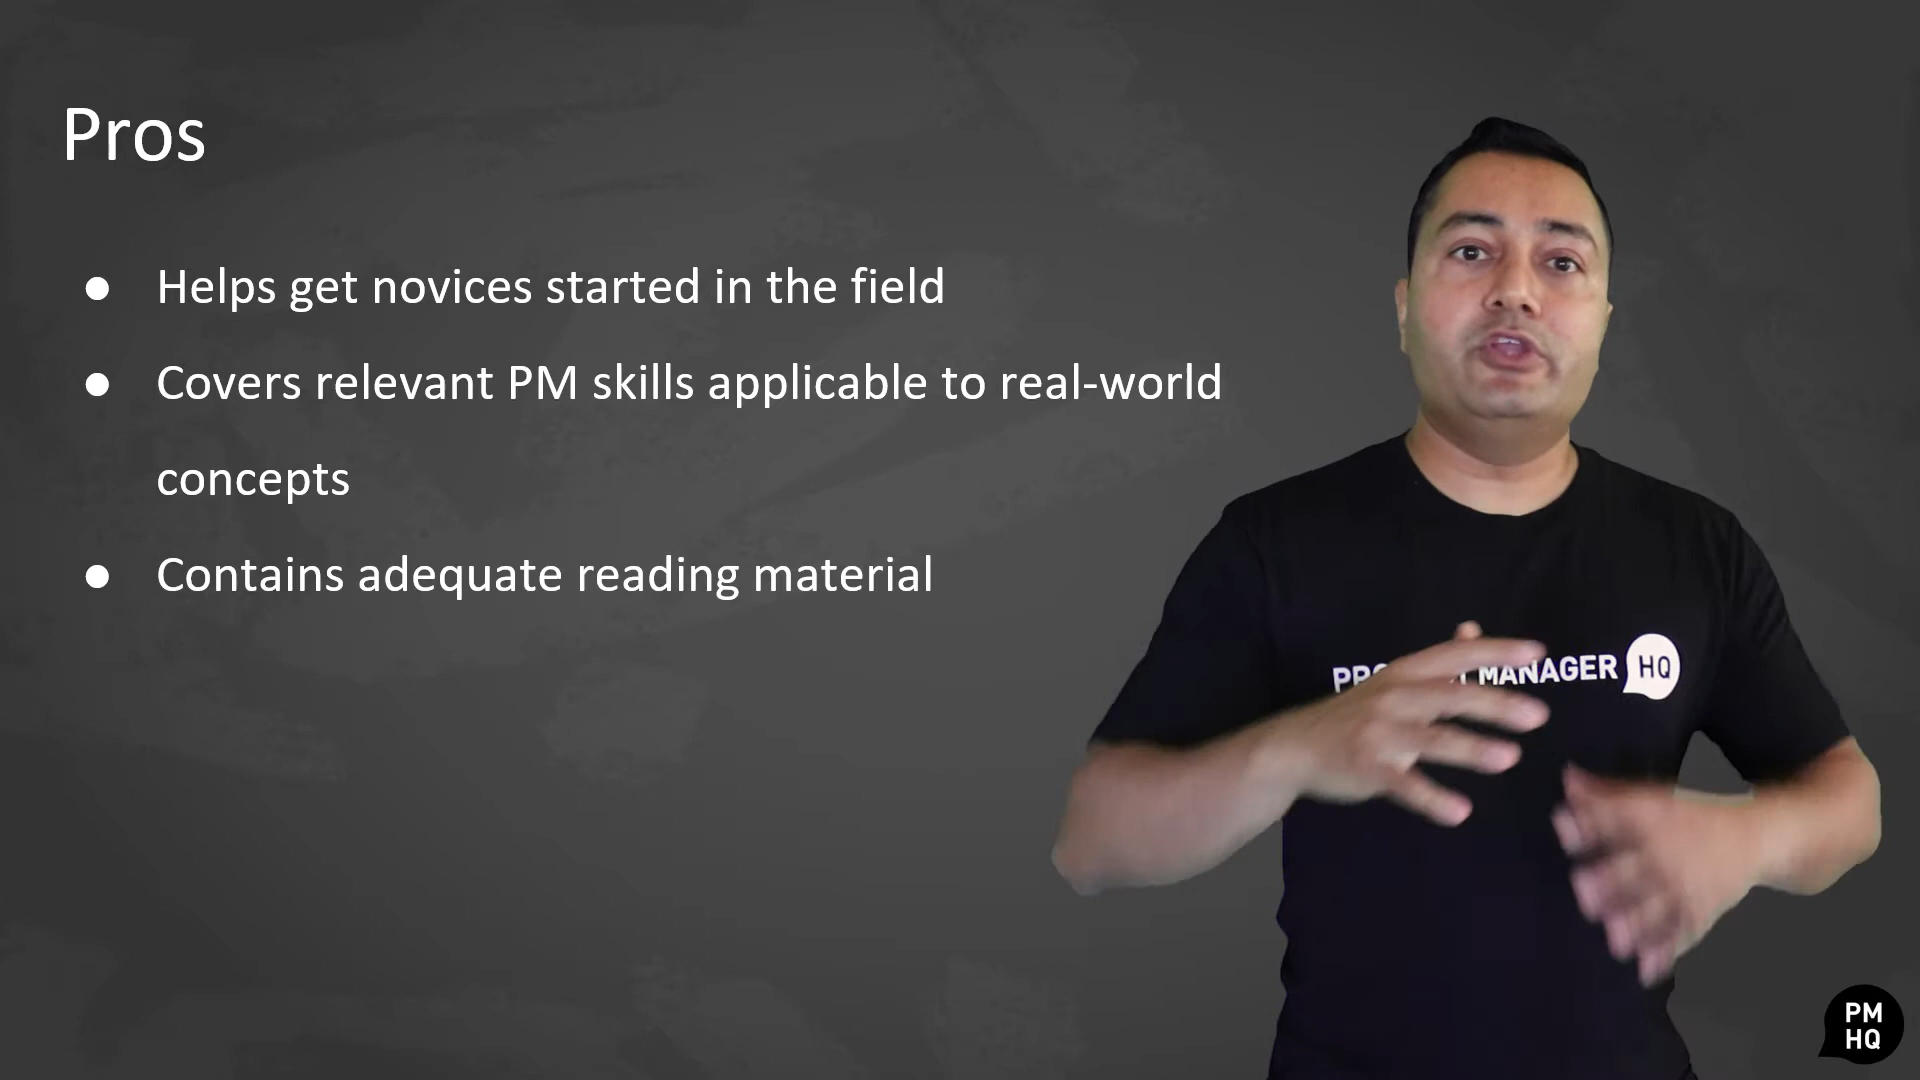 Pros
● Helps get novices started in the field
● Covers relevant PM skills applicable to real-world
concepts
● Contains adequate reading material
MANAGER HQ
PM
HQ